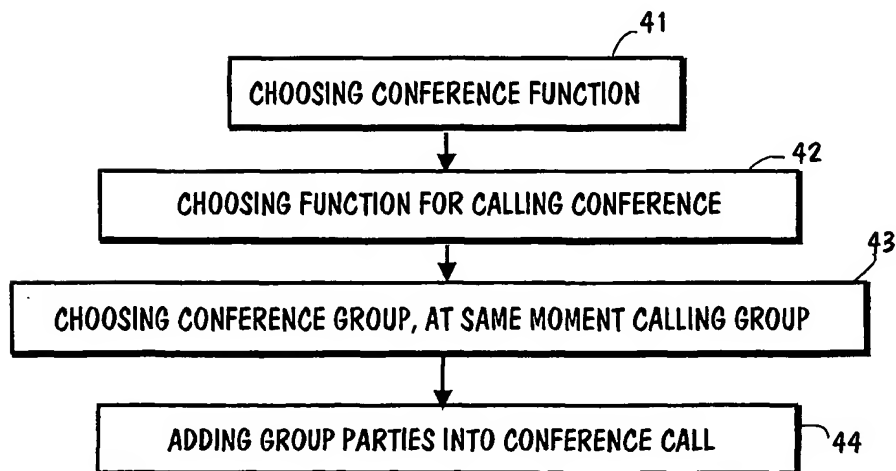 41
CHOOSING CONFERENCE FUNCTION
42
CHOOSING FUNCTION FOR CALLING CONFERENCE
43
CHOOSING CONFERENCE GROUP, AT SAME MOMENT CALLING GROUP
ADDING GROUP PARTIES INTO CONFERENCE CALL
44